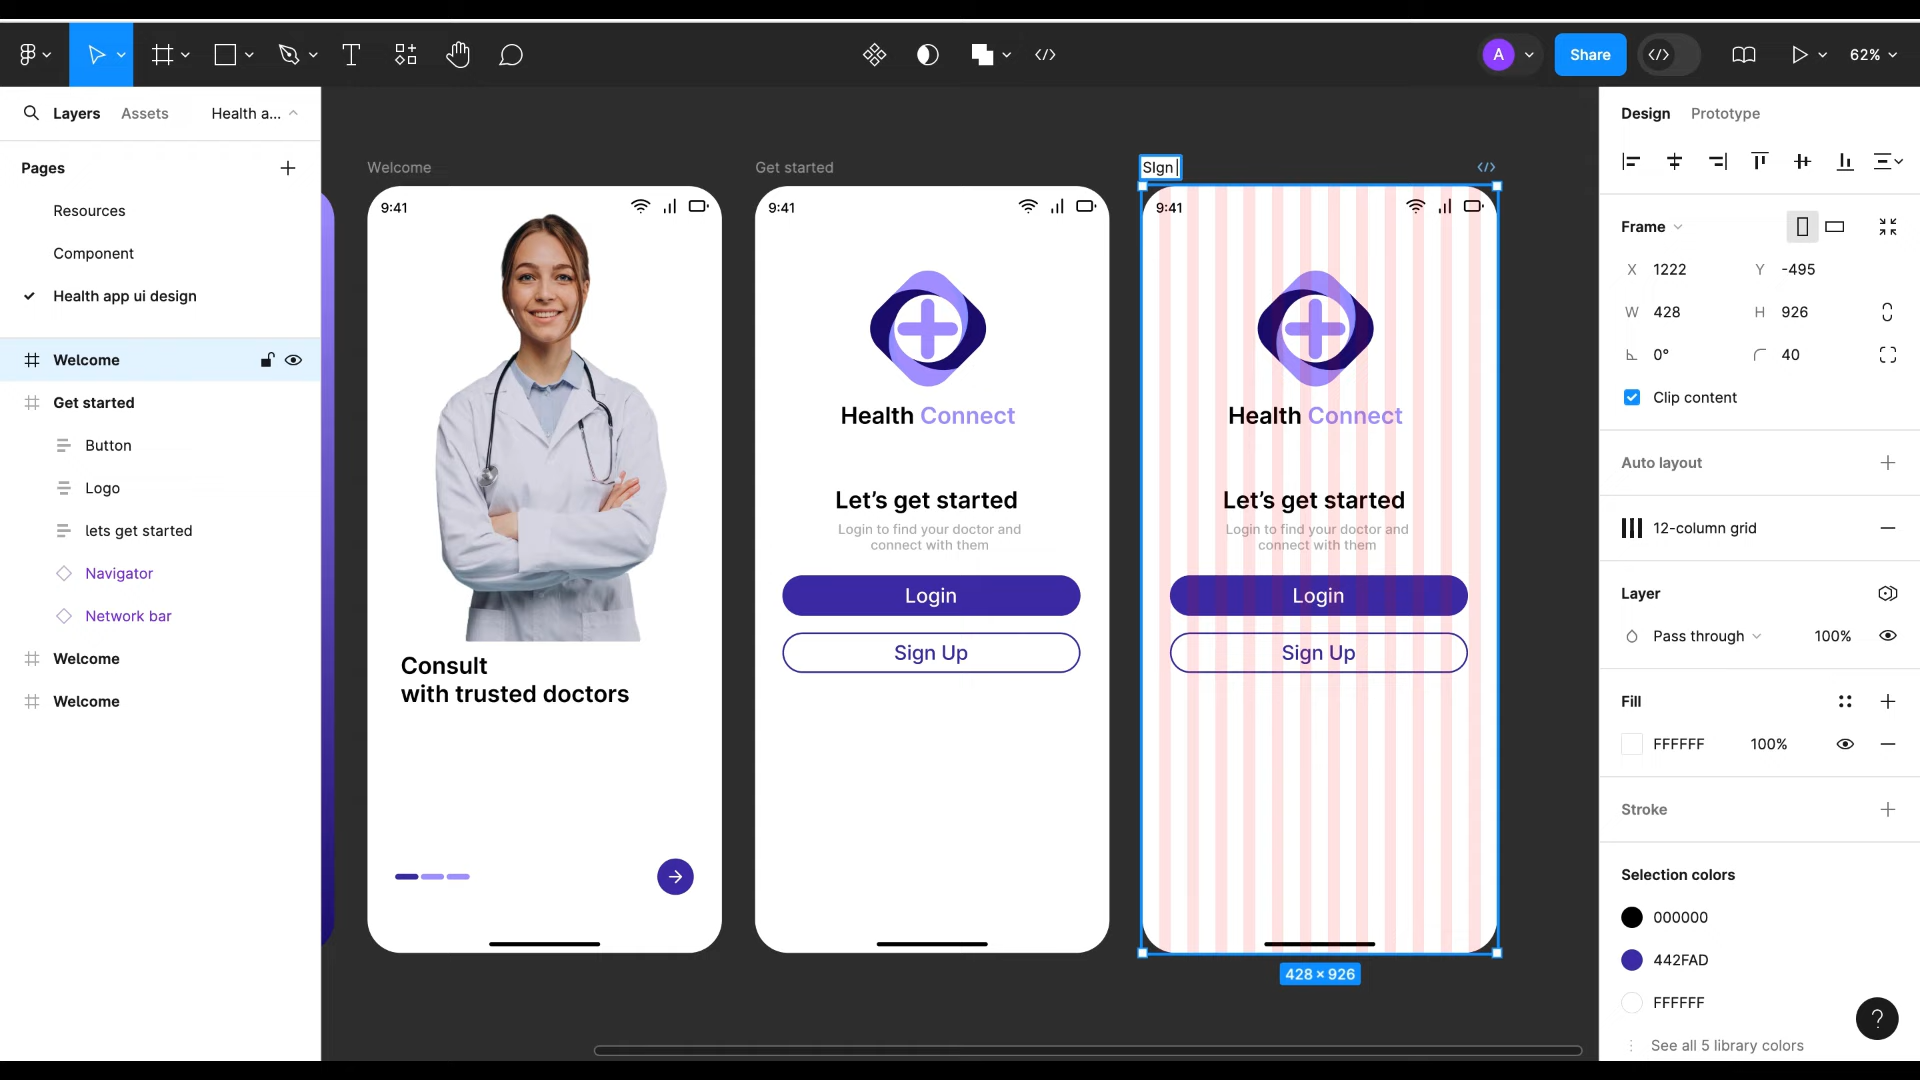 A
Share
62%
Layers
Assets
Health a...
Pages
Resources
Component
Health app ui design
Welcome
Get started
Button
Logo
lets get started
Navigator
Network bar
Welcome
Welcome
Welcome
9:41
Consult
with trusted doctors
Get started
9:41
Health Connect
Let’s get started
Login to find your doctor and
connect with them
Login
Sign Up
SIgn
9:41
Health Connect
Let’s get started
Login to find your doctor and
connect with them
Login
Sign Up
428 × 926
Design
Prototype
Frame
X 1222 Y -495
W 428 H 926
0° 40
Clip content
Auto layout
12-column grid
Layer
Pass through 100%
Fill
FFFFFF 100%
Stroke
Selection colors
000000
442FAD
FFFFFF
See all 5 library colors
?